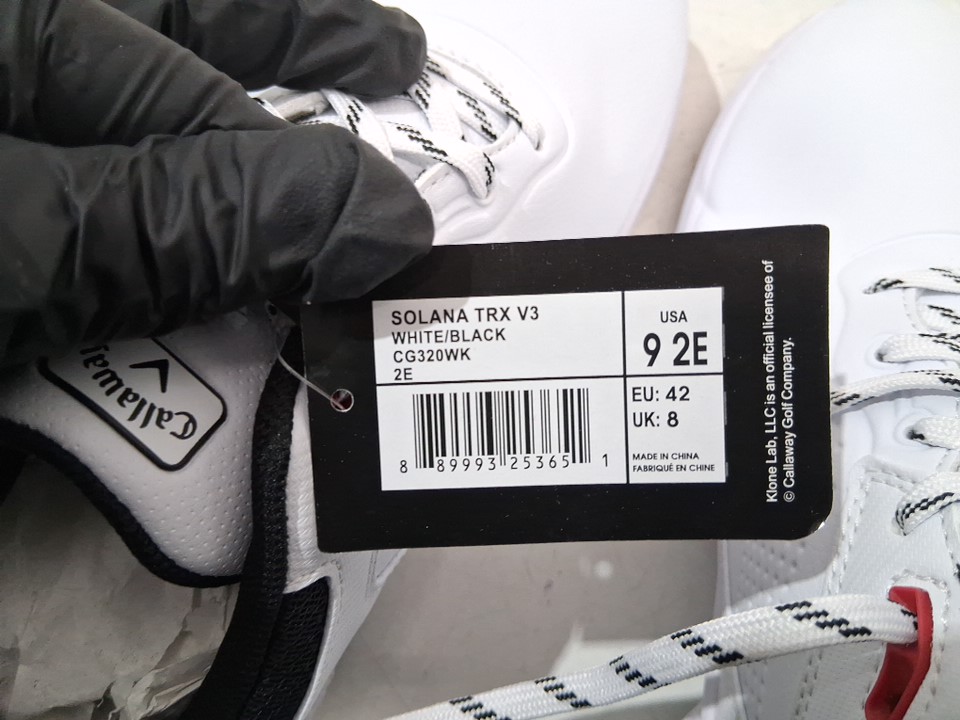 SOLANA TRX V3
WHITE/BLACK
CG320WK
2E
USA
9 2E
EU: 42
UK: 8
8 89993 25365 1
MADE IN CHINA
FABRIQUÉ EN CHINE
Klone Lab, LLC is an official licensee of
© Callaway Golf Company.
Callaway